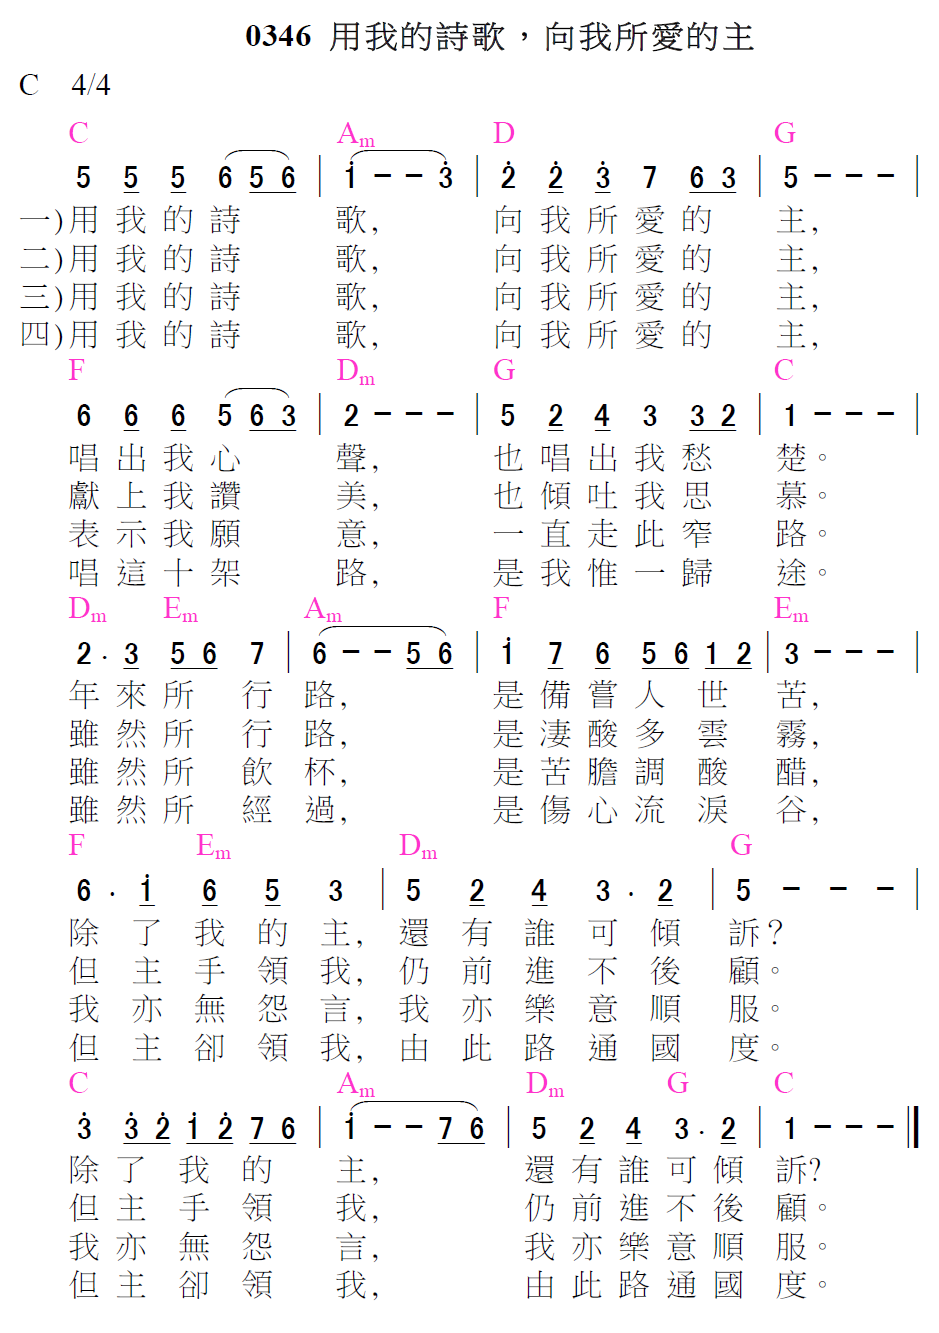 0346 用我的詩歌，向我所愛的主
C 4/4
C Am D G
5 5 5 6 5 6 | 1̇ － － 3̇ | 2̇ 2̇ 3̇ 7 6 3 | 5 － － － |
一)用我的詩 歌, 向我所愛的 主,
二)用我的詩 歌, 向我所愛的 主,
三)用我的詩 歌, 向我所愛的 主,
四)用我的詩 歌, 向我所愛的 主,
F Dm G C
6 6 6 5 6 3 | 2 － － － | 5 2 4 3 3 2 | 1 － － － |
唱出我心 聲, 也唱出我愁 楚。
獻上我讚 美, 也傾吐我思 慕。
表示我願 意, 一直走此窄 路。
唱這十架 路, 是我惟一歸 途。
Dm Em Am F Em
2 · 3 5 6 7 | 6 － － 5 6 | 1̇ 7 6 5 6 1 2 | 3 － － － |
年來所 行 路, 是備嘗人世 苦,
雖然所 行 路, 是淒酸多雲 霧,
雖然所 飲 杯, 是苦膽調酸 醋,
雖然所 經 過, 是傷心流淚 谷,
F Em Dm G
6 · 1̇ 6 5 3 | 5 2 4 3 · 2 | 5 － － － |
除了我的主, 還有誰可傾 訴？
但主手領我, 仍前進不後 顧。
我亦無怨言, 我亦樂意順 服。
但主卻領我, 由此路通國 度。
C Am Dm G C
3̇ 3̇ 2̇ 1̇ 2̇ 7 6 | 1̇ － － 7 6 | 5 2 4 3 · 2 | 1 － － － ‖
除了我的 主, 還有誰可傾 訴?
但主手領 我, 仍前進不後 顧。
我亦無怨 言, 我亦樂意順 服。
但主卻領 我, 由此路通國 度。